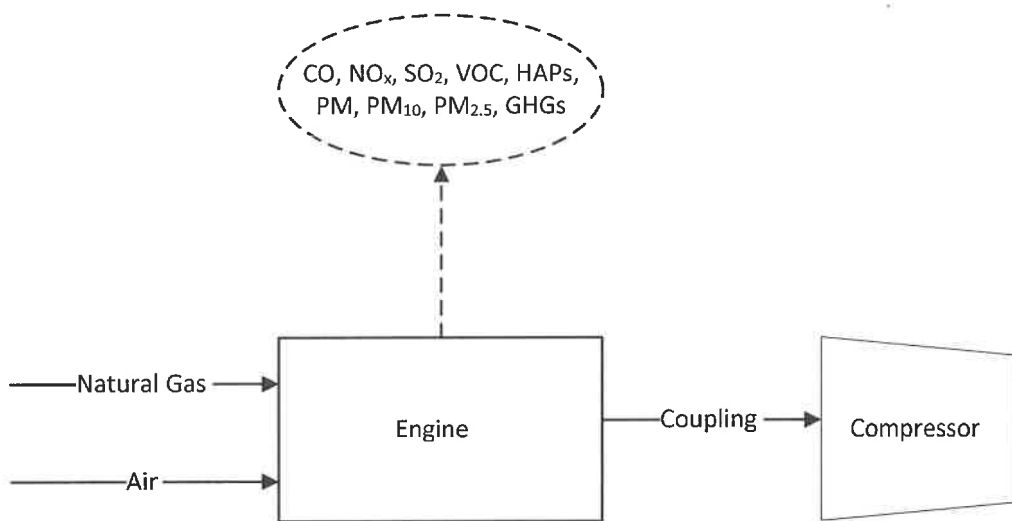 CO, NOx, SO2, VOC, HAPs,
PM, PM10, PM2.5, GHGs
Natural Gas
Engine
Coupling
Compressor
Air